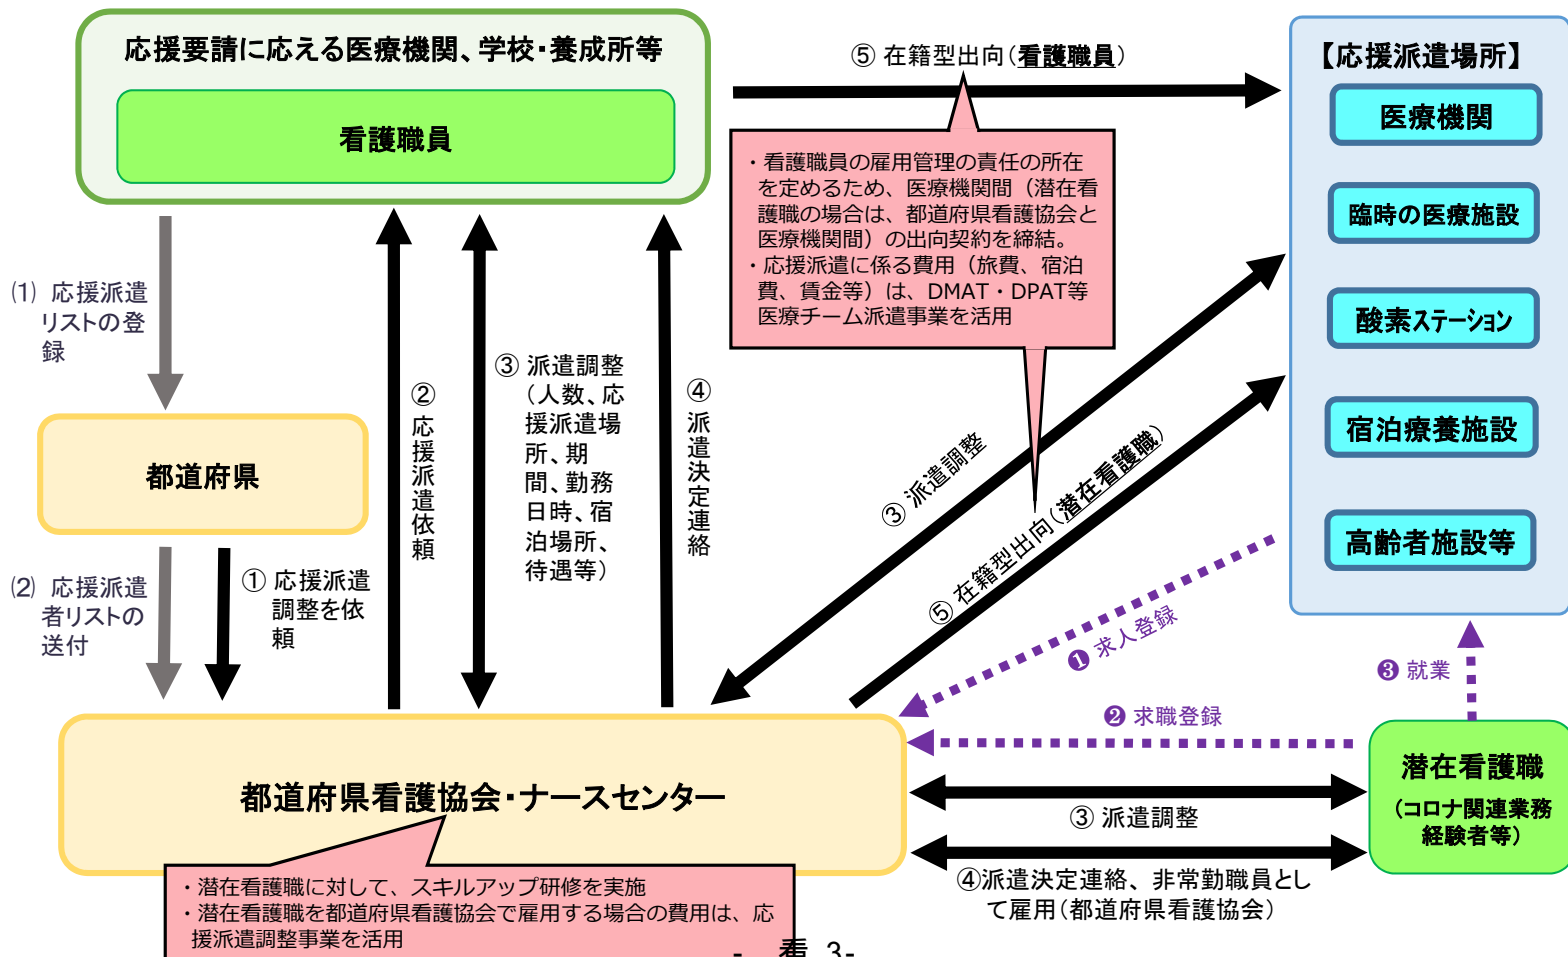 応援要請に応える医療機関、学校・養成所等
看護職員
⑤ 在籍型出向(看護職員)
【応援派遣場所】
医療機関
臨時の医療施設
酸素ステーション
宿泊療養施設
高齢者施設等
・看護職員の雇用管理の責任の所在
を定めるため、医療機関間（潜在看
護職の場合は、都道府県看護協会と
医療機関間）の出向契約を締結。
・応援派遣に係る費用（旅費、宿泊
費、賃金等）は、DMAT・DPAT等
医療チーム派遣事業を活用
⑴ 応援派遣
リストの登
録
都道府県
⑵ 応援派遣
者リストの
送付
① 応援派遣
調整を依
頼
②応援派遣依頼
③ 派遣調整
(人数、応
援派遣場
所、期
間、勤務
日時、宿
泊場所、
待遇等)
④派遣決定連絡
③ 派遣調整
⑤ 在籍型出向(潜在看護職)
❶ 求人登録
❷ 求職登録
❸ 就業
都道府県看護協会・ナースセンター
潜在看護職
(コロナ関連業務
経験者等)
③ 派遣調整
④派遣決定連絡、非常勤職員とし
て雇用(都道府県看護協会)
・潜在看護職に対して、スキルアップ研修を実施
・潜在看護職を都道府県看護協会で雇用する場合の費用は、応
援派遣調整事業を活用
- 看 3-